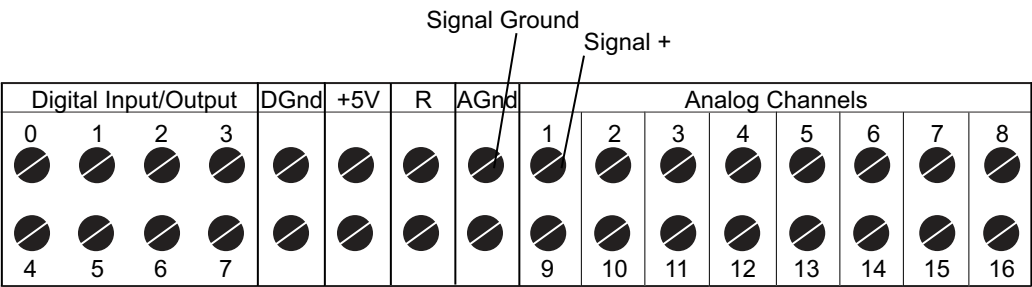 Signal Ground
Signal +
Digital Input/Output DGnd +5V R AGnd Analog Channels
0 1 2 3 1 2 3 4 5 6 7 8
4 5 6 7 9 10 11 12 13 14 15 16